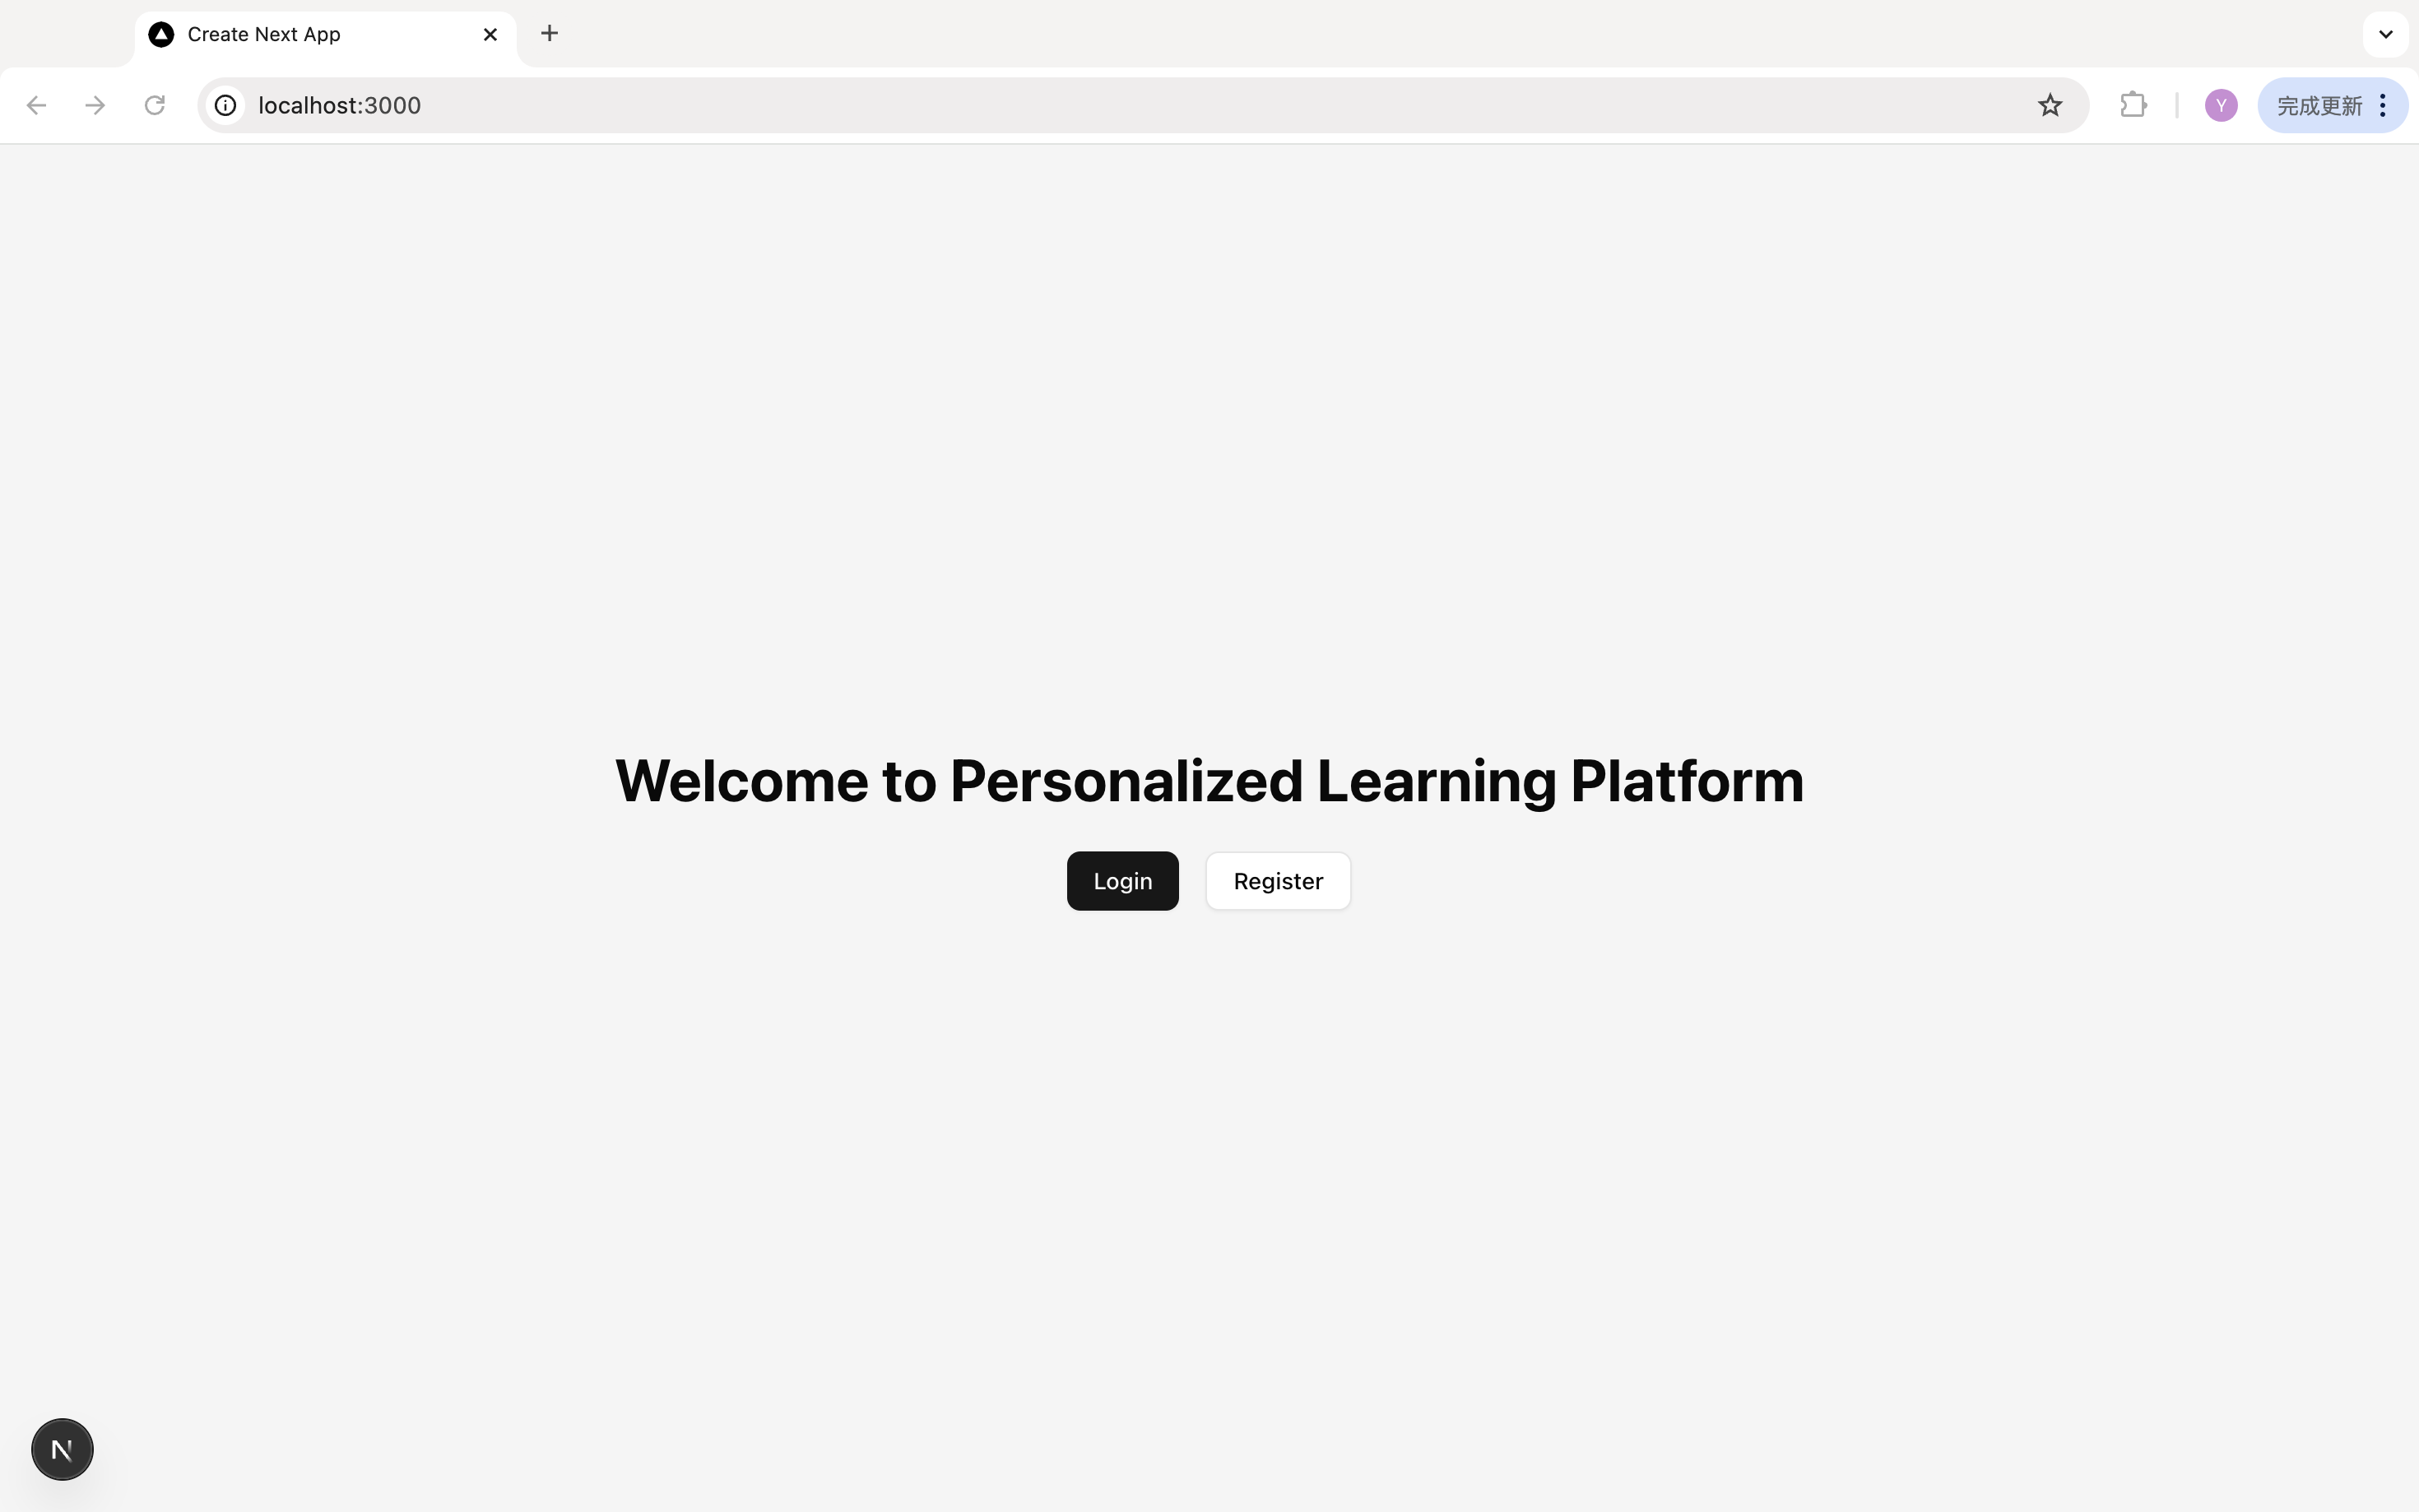 Create Next App
localhost:3000
Y
完成更新
Welcome to Personalized Learning Platform
Login
Register
N